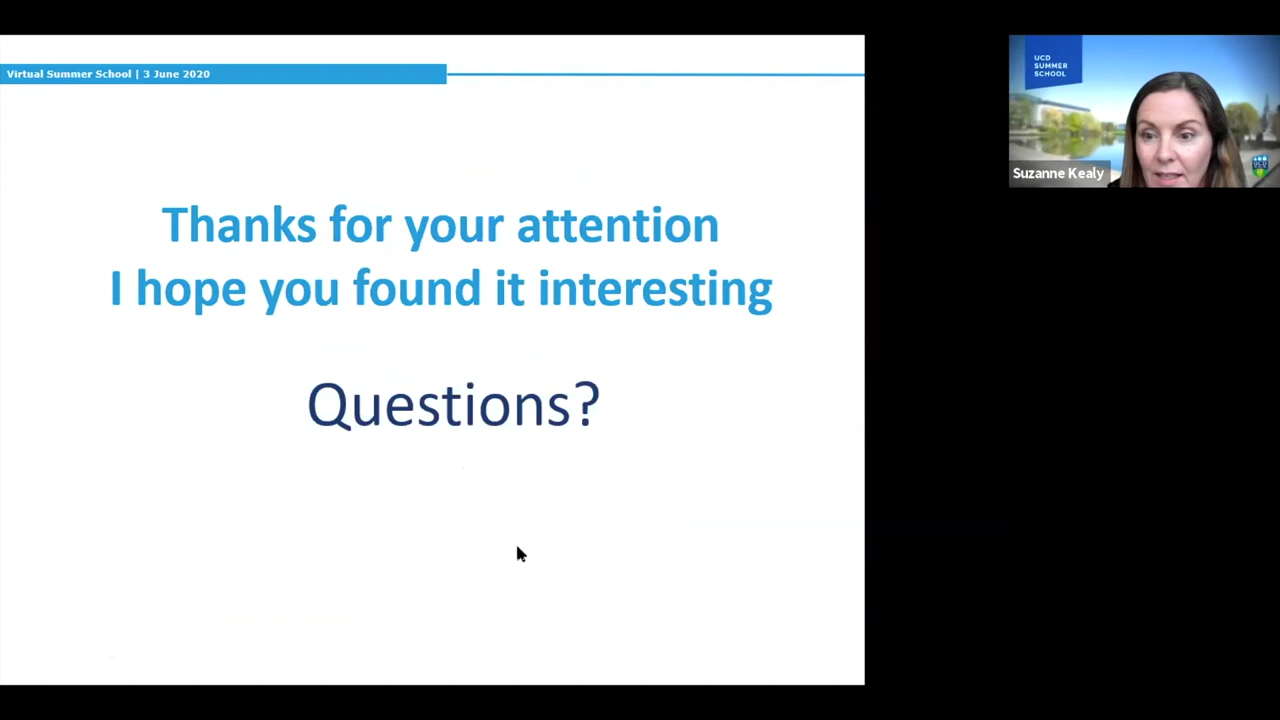 Virtual Summer School | 3 June 2020
Thanks for your attention
I hope you found it interesting
Questions?
UCD
SUMMER
SCHOOL
Suzanne Kealy
UCD